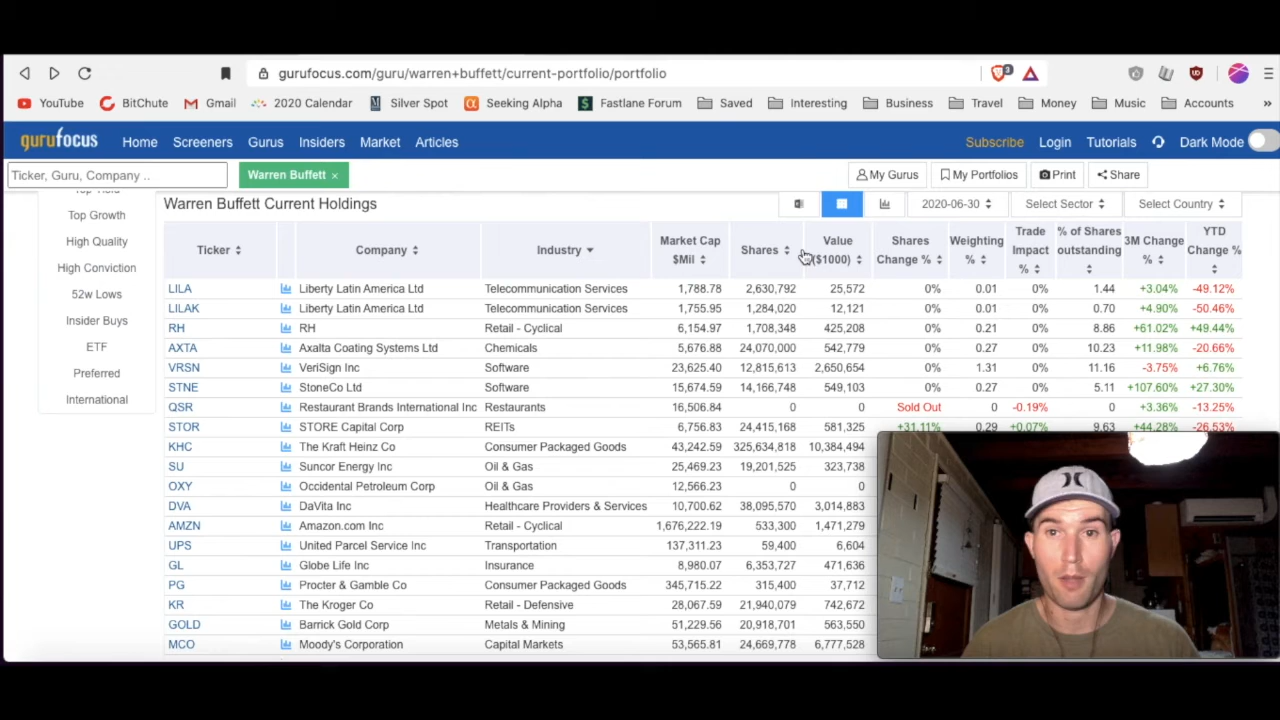 gurufocus.com/guru/warren+buffett/current-portfolio/portfolio 3
YouTube BitChute Gmail 2020 Calendar Silver Spot Seeking Alpha Fastlane Forum Saved Interesting Business Travel Money Music Accounts »
gurufocus Home Screeners Gurus Insiders Market Articles Subscribe Login Tutorials Dark Mode
Ticker, Guru, Company .. Warren Buffett × My Gurus My Portfolios Print Share
Top Growth
High Quality
High Conviction
52w Lows
Insider Buys
ETF
Preferred
International
Warren Buffett Current Holdings 2020-06-30 Select Sector Select Country
Ticker Company Industry Market Cap $Mil Shares Value ($1000) Shares Change % Weighting % Trade Impact % % of Shares outstanding 3M Change % YTD Change %
LILA Liberty Latin America Ltd Telecommunication Services 1,788.78 2,630,792 25,572 0% 0.01 0% 1.44 +3.04% -49.12%
LILAK Liberty Latin America Ltd Telecommunication Services 1,755.95 1,284,020 12,121 0% 0.01 0% 0.70 +4.90% -50.46%
RH RH Retail - Cyclical 6,154.97 1,708,348 425,208 0% 0.21 0% 8.86 +61.02% +49.44%
AXTA Axalta Coating Systems Ltd Chemicals 5,676.88 24,070,000 542,779 0% 0.27 0% 10.23 +11.98% -20.66%
VRSN VeriSign Inc Software 23,625.40 12,815,613 2,650,654 0% 1.31 0% 11.16 -3.75% +6.76%
STNE StoneCo Ltd Software 15,674.59 14,166,748 549,103 0% 0.27 0% 5.11 +107.60% +27.30%
QSR Restaurant Brands International Inc Restaurants 16,506.84 0 0 Sold Out 0 -0.19% 0 +3.36% -13.25%
STOR STORE Capital Corp REITs 6,756.83 24,415,168 581,325 +31.11% 0.29 +0.07% 9.63 +44.28% -26.53%
KHC The Kraft Heinz Co Consumer Packaged Goods 43,242.59 325,634,818 10,384,494
SU Suncor Energy Inc Oil & Gas 25,469.23 19,201,525 323,738
OXY Occidental Petroleum Corp Oil & Gas 12,566.23 0 0
DVA DaVita Inc Healthcare Providers & Services 10,700.62 38,095,570 3,014,883
AMZN Amazon.com Inc Retail - Cyclical 1,676,222.19 533,300 1,471,279
UPS United Parcel Service Inc Transportation 137,311.23 59,400 6,604
GL Globe Life Inc Insurance 8,980.07 6,353,727 471,636
PG Procter & Gamble Co Consumer Packaged Goods 345,715.22 315,400 37,712
KR The Kroger Co Retail - Defensive 28,067.59 21,940,079 742,672
GOLD Barrick Gold Corp Metals & Mining 51,229.56 20,918,701 563,550
MCO Moody's Corporation Capital Markets 53,565.81 24,669,778 6,777,528